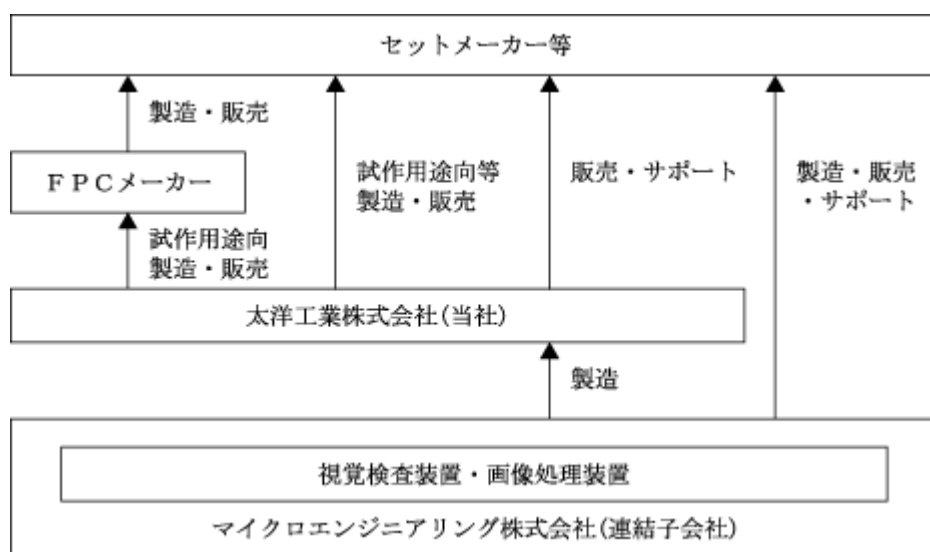 セットメーカー等
製造・販売
FPCメーカー
試作用途向
製造・販売
試作用途向等
製造・販売
販売・サポート
製造・販売
・サポート
太洋工業株式会社(当社)
製造
視覚検査装置・画像処理装置
マイクロエンジニアリング株式会社(連結子会社)